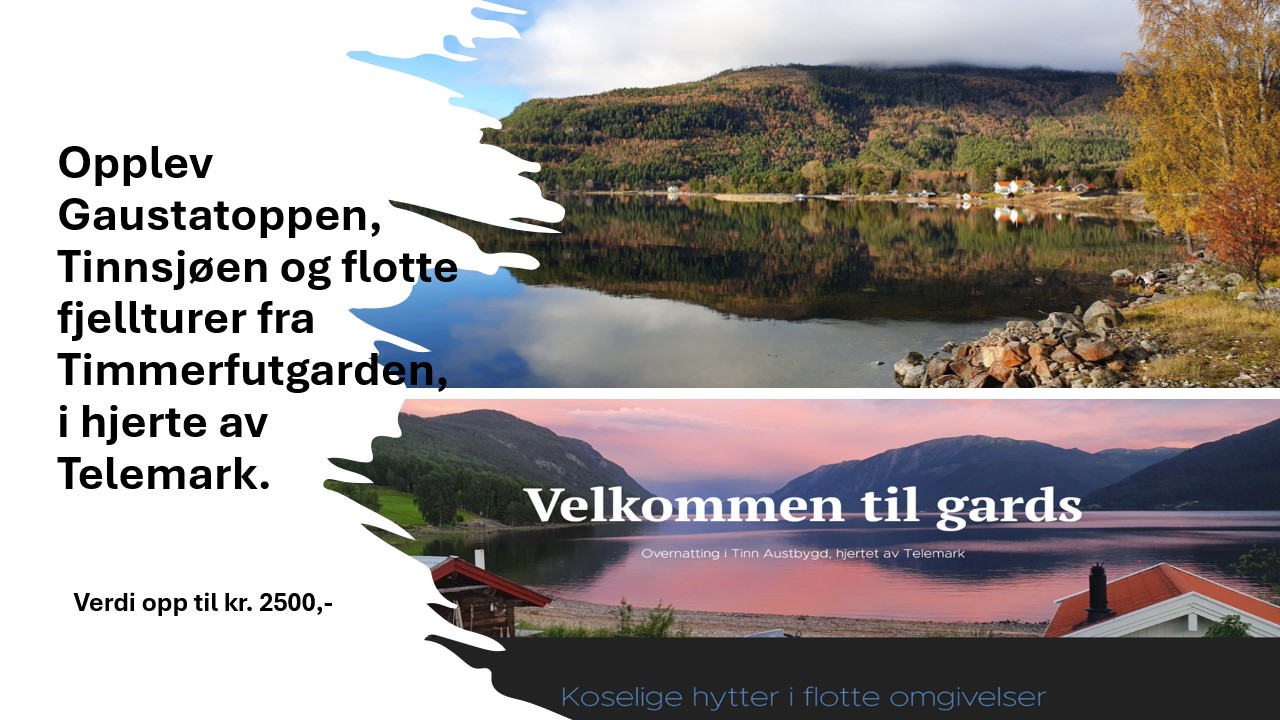 Opplev
Gaustatoppen,
Tinnsjøen og flotte
fjellturer fra
Timmerfutgarden,
i hjerte av
Telemark.
Verdi opp til kr. 2500,-
Velkommen til gards
Overnatting i Tinn Austbygd, hjertet av Telemark
Koselige hytter i flotte omgivelser